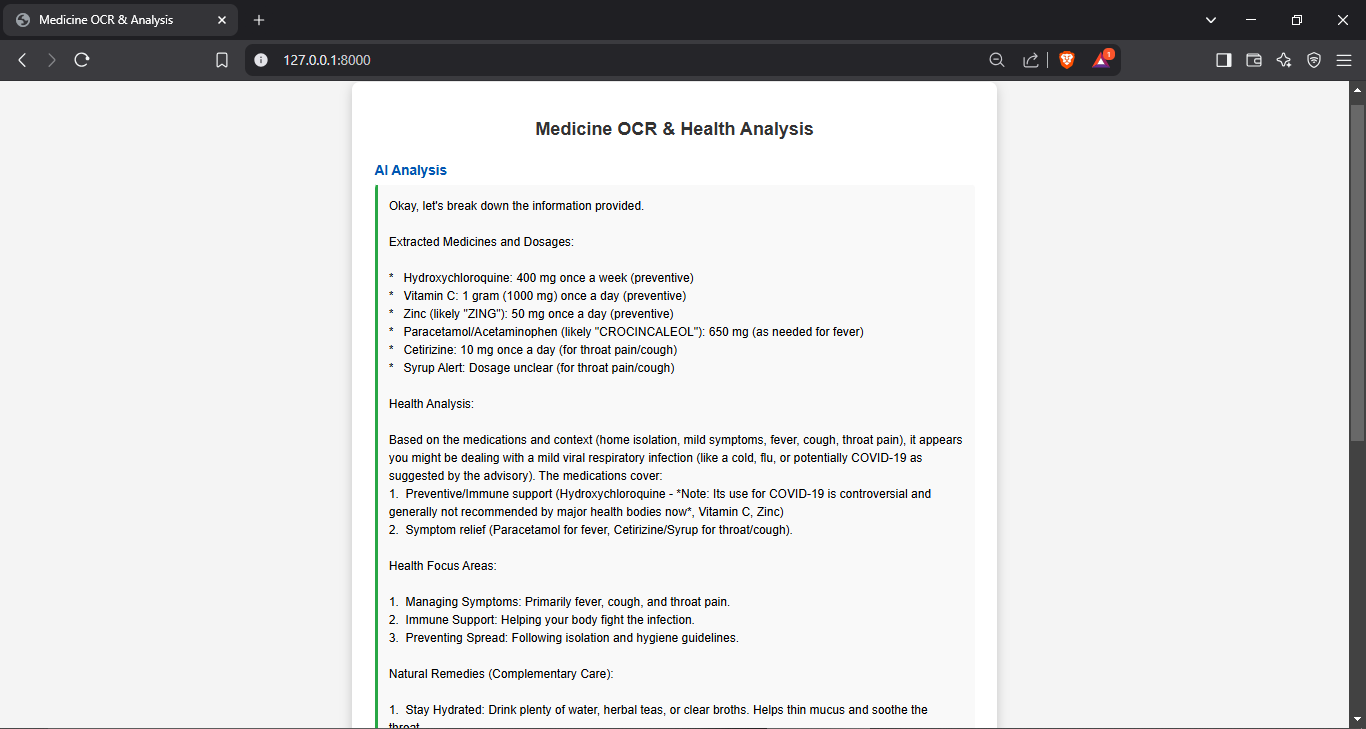 Medicine OCR & Analysis
127.0.0.1:8000
1
Medicine OCR & Health Analysis
AI Analysis
Okay, let's break down the information provided.
Extracted Medicines and Dosages:
* Hydroxychloroquine: 400 mg once a week (preventive)
* Vitamin C: 1 gram (1000 mg) once a day (preventive)
* Zinc (likely "ZING"): 50 mg once a day (preventive)
* Paracetamol/Acetaminophen (likely "CROCINCALEOL"): 650 mg (as needed for fever)
* Cetirizine: 10 mg once a day (for throat pain/cough)
* Syrup Alert: Dosage unclear (for throat pain/cough)
Health Analysis:
Based on the medications and context (home isolation, mild symptoms, fever, cough, throat pain), it appears
you might be dealing with a mild viral respiratory infection (like a cold, flu, or potentially COVID-19 as
suggested by the advisory). The medications cover:
1. Preventive/Immune support (Hydroxychloroquine - *Note: Its use for COVID-19 is controversial and
generally not recommended by major health bodies now*, Vitamin C, Zinc)
2. Symptom relief (Paracetamol for fever, Cetirizine/Syrup for throat/cough).
Health Focus Areas:
1. Managing Symptoms: Primarily fever, cough, and throat pain.
2. Immune Support: Helping your body fight the infection.
3. Preventing Spread: Following isolation and hygiene guidelines.
Natural Remedies (Complementary Care):
1. Stay Hydrated: Drink plenty of water, herbal teas, or clear broths. Helps thin mucus and soothe the
throat